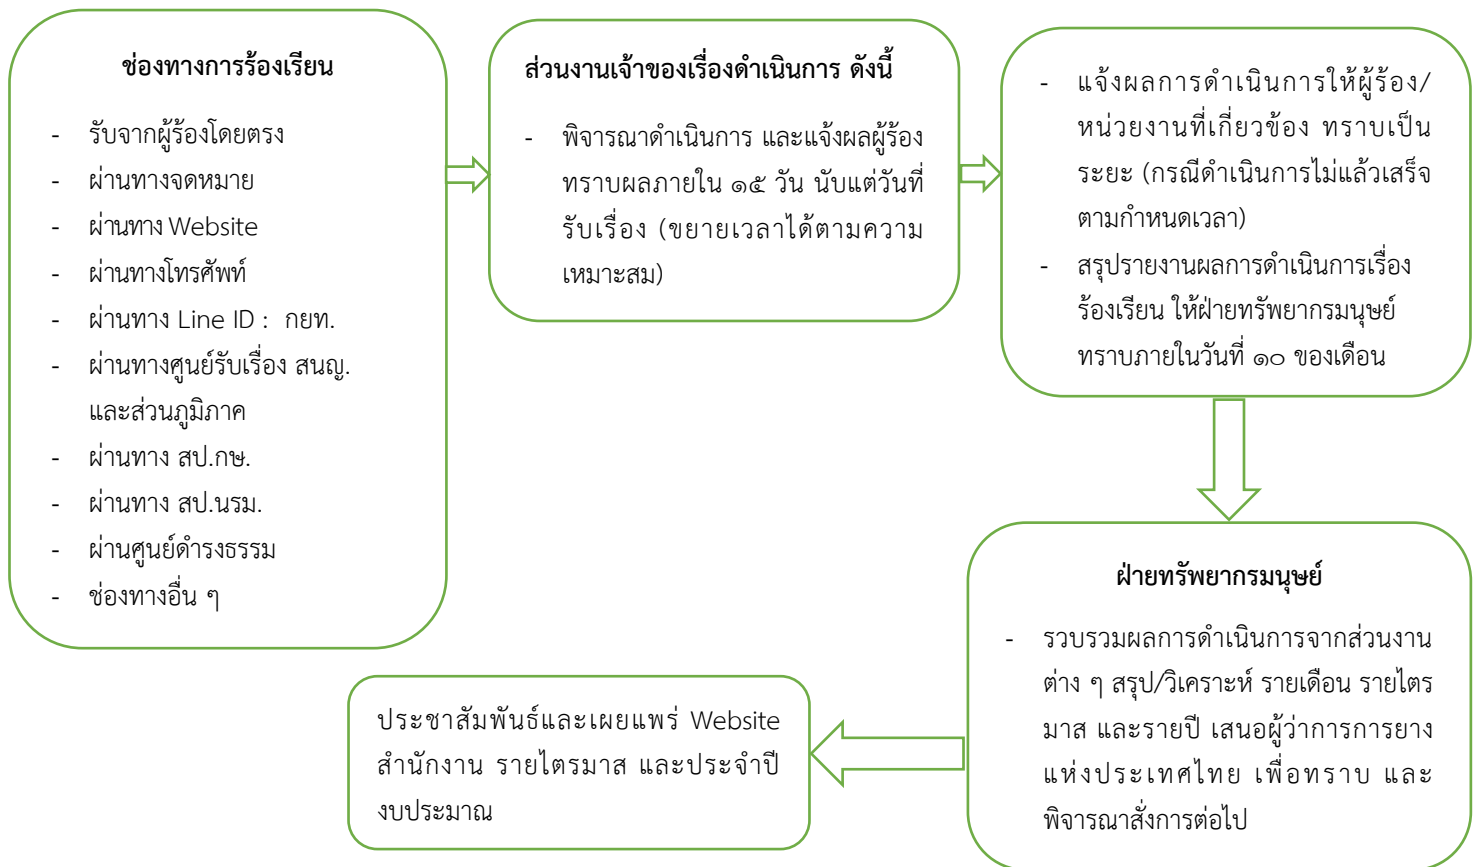 ช่องทางการร้องเรียน
- รับจากผู้ร้องโดยตรง
- ผ่านทางจดหมาย
- ผ่านทาง Website
- ผ่านทางโทรศัพท์
- ผ่านทาง Line ID : กยท.
- ผ่านทางศูนย์รับเรื่อง สนญ.
และส่วนภูมิภาค
- ผ่านทาง สป.กษ.
- ผ่านทาง สป.นรม.
- ผ่านศูนย์ดำรงธรรม
- ช่องทางอื่น ๆ
ส่วนงานเจ้าของเรื่องดำเนินการ ดังนี้
- พิจารณาดำเนินการ และแจ้งผลผู้ร้อง
ทราบผลภายใน ๑๕ วัน นับแต่วันที่
รับเรื่อง (ขยายเวลาได้ตามความ
เหมาะสม)
- แจ้งผลการดำเนินการให้ผู้ร้อง/
หน่วยงานที่เกี่ยวข้อง ทราบเป็น
ระยะ (กรณีดำเนินการไม่แล้วเสร็จ
ตามกำหนดเวลา)
- สรุปรายงานผลการดำเนินการเรื่อง
ร้องเรียน ให้ฝ่ายทรัพยากรมนุษย์
ทราบภายในวันที่ ๑๐ ของเดือน
ฝ่ายทรัพยากรมนุษย์
- รวบรวมผลการดำเนินการจากส่วนงาน
ต่าง ๆ สรุป/วิเคราะห์ รายเดือน รายไตร
มาส และรายปี เสนอผู้ว่าการการยาง
แห่งประเทศไทย เพื่อทราบ และ
พิจารณาสั่งการต่อไป
ประชาสัมพันธ์และเผยแพร่ Website
สำนักงาน รายไตรมาส และประจำปี
งบประมาณ